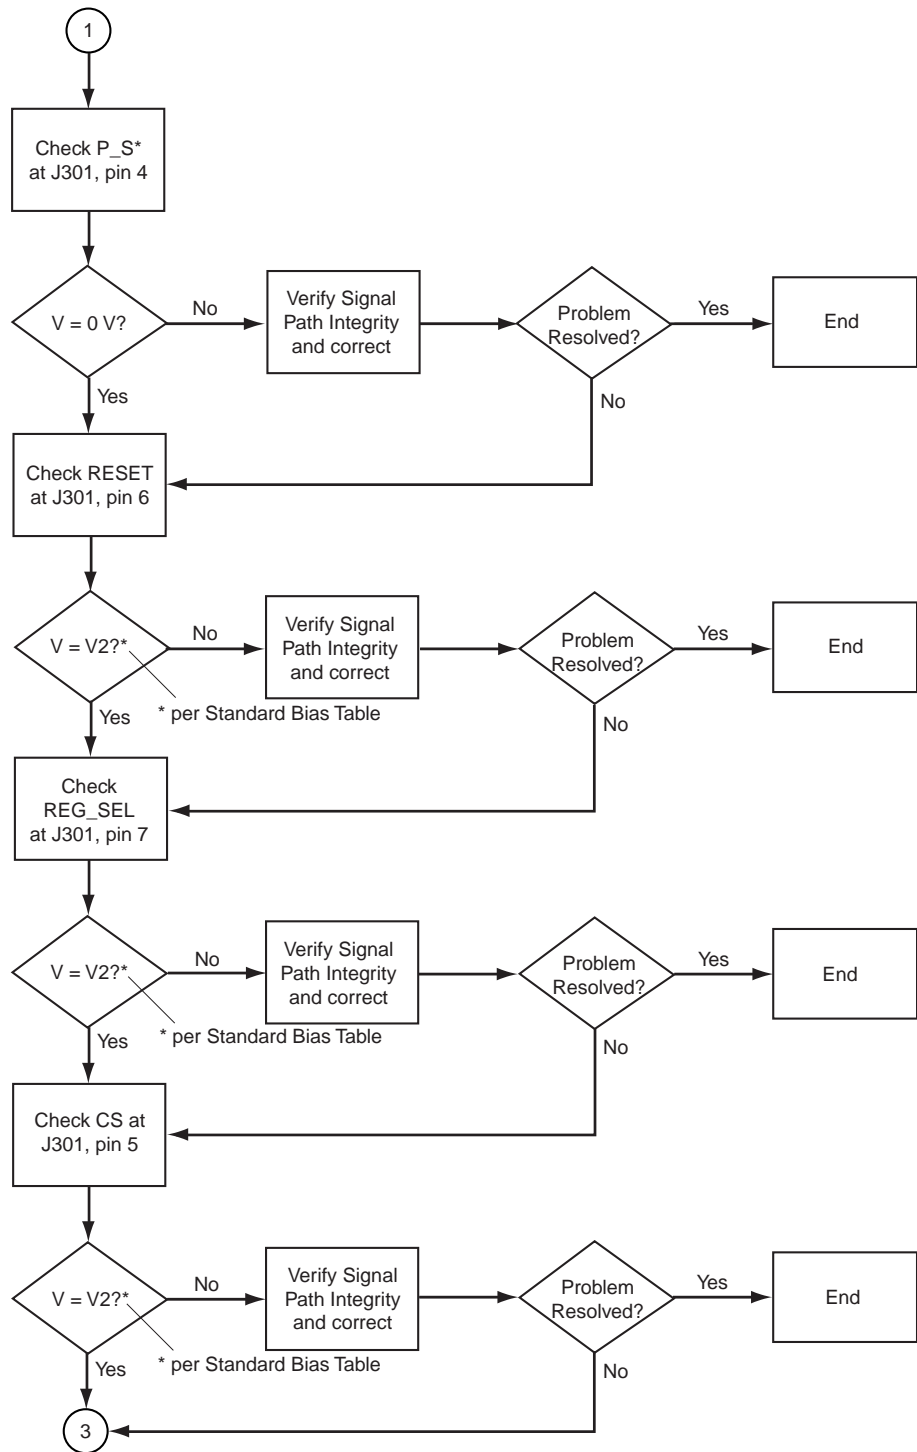 1
Check P_S*
at J301, pin 4
V = 0 V?
No
Verify Signal
Path Integrity
and correct
Problem
Resolved?
Yes
End
Yes
No
Check RESET
at J301, pin 6
V = V2?*
No
Verify Signal
Path Integrity
and correct
Problem
Resolved?
Yes
End
* per Standard Bias Table
Yes
No
Check
REG_SEL
at J301, pin 7
V = V2?*
No
Verify Signal
Path Integrity
and correct
Problem
Resolved?
Yes
End
* per Standard Bias Table
Yes
No
Check CS at
J301, pin 5
V = V2?*
No
Verify Signal
Path Integrity
and correct
Problem
Resolved?
Yes
End
* per Standard Bias Table
Yes
No
3